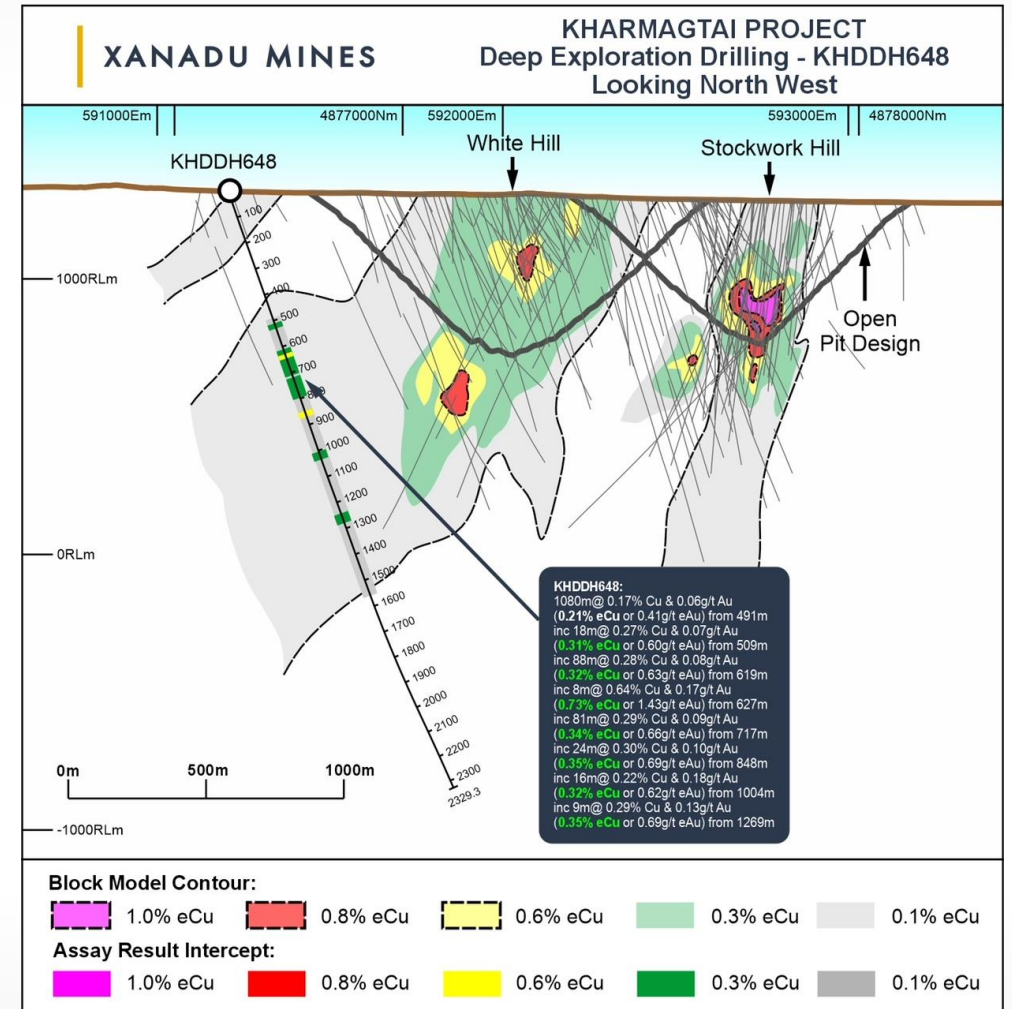 XANADU MINES
KHARMAGTAI PROJECT
Deep Exploration Drilling - KHDDH648
Looking North West
591000Em
4877000Nm
592000Em
593000Em
4878000Nm
White Hill
Stockwork Hill
KHDDH648
100
200
300
400
500
600
700
800
900
1000
1100
1200
1300
1400
1500
1600
1700
1800
1900
2000
2100
2200
2300
2329.3
1000RLm
0RLm
-1000RLm
Open
Pit Design
0m
500m
1000m
KHDDH648:
1080m@ 0.17% Cu & 0.06g/t Au
(0.21% eCu or 0.41g/t eAu) from 491m
inc 18m@ 0.27% Cu & 0.07g/t Au
(0.31% eCu or 0.60g/t eAu) from 509m
inc 88m@ 0.28% Cu & 0.08g/t Au
(0.32% eCu or 0.63g/t eAu) from 619m
inc 8m@ 0.64% Cu & 0.17g/t Au
(0.73% eCu or 1.43g/t eAu) from 627m
inc 81m@ 0.29% Cu & 0.09g/t Au
(0.34% eCu or 0.66g/t eAu) from 717m
inc 24m@ 0.30% Cu & 0.10g/t Au
(0.35% eCu or 0.69g/t eAu) from 848m
inc 16m@ 0.22% Cu & 0.18g/t Au
(0.32% eCu or 0.62g/t eAu) from 1004m
inc 9m@ 0.29% Cu & 0.13g/t Au
(0.35% eCu or 0.69g/t eAu) from 1269m
Block Model Contour:
1.0% eCu
0.8% eCu
0.6% eCu
0.3% eCu
0.1% eCu
Assay Result Intercept:
1.0% eCu
0.8% eCu
0.6% eCu
0.3% eCu
0.1% eCu